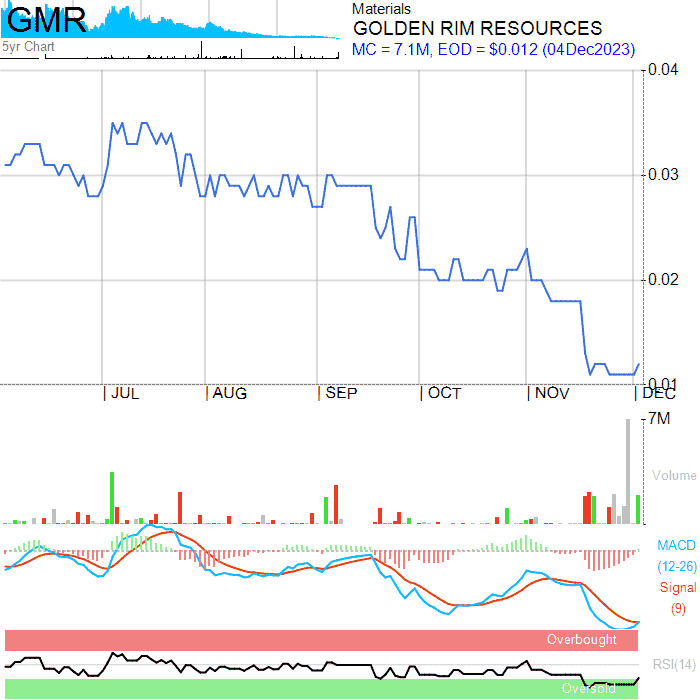 GMR
5yr Chart
Materials
GOLDEN RIM RESOURCES
MC = 7.1M, EOD = $0.012 (04Dec2023)
0.04
0.03
0.02
0.01
JUL AUG SEP OCT NOV DEC
7M
Volume
MACD
(12-26)
Signal
(9)
Overbought
RSI(14)
Oversold